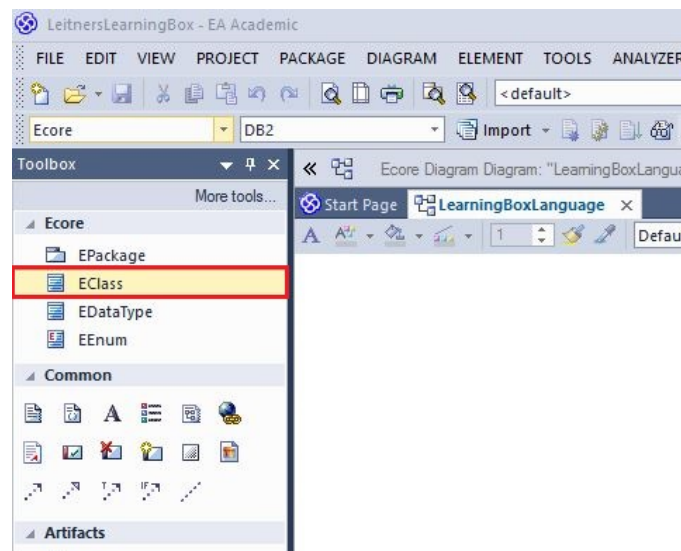 LeitnersLearningBox - EA Academic
FILE EDIT VIEW PROJECT PACKAGE DIAGRAM ELEMENT TOOLS ANALYZER
<default>
Ecore DB2 Import
Toolbox
More tools...
Ecore
EPackage
EClass
EDataType
EEnum
Common
Artifacts
Ecore Diagram Diagram: "LearningBoxLangua
Start Page LearningBoxLanguage
A 1 Defau